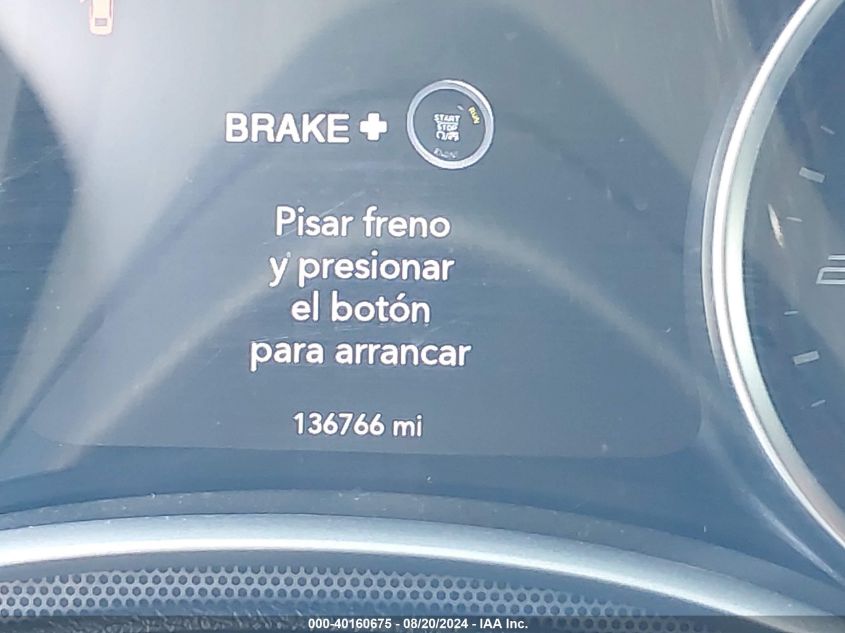 BRAKE + START STOP RUN
Pisar freno
y presionar
el botón
para arrancar
136766 mi
000-40160675 - 08/20/2024 - IAA Inc.